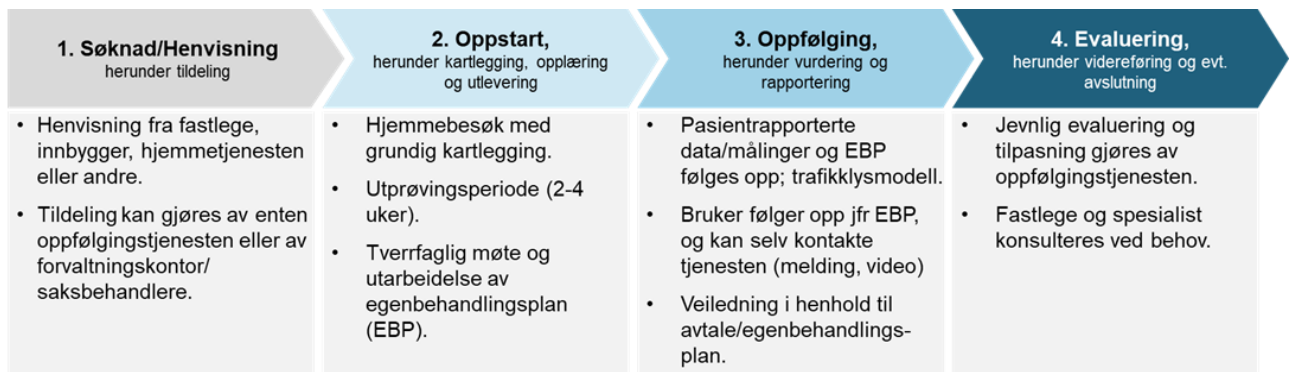 1. Søknad/Henvisning
herunder tildeling
• Henvisning fra fastlege,
innbygger, hjemmetjenesten
eller andre.
• Tildeling kan gjøres av enten
oppfølgingstjenesten eller av
forvaltningskontor/
saksbehandlere.
2. Oppstart,
herunder kartlegging, opplæring
og utlevering
• Hjemmebesøk med
grundig kartlegging.
• Utprøvingsperiode (2-4
uker).
• Tverrfaglig møte og
utarbeidelse av
egenbehandlingsplan
(EBP).
3. Oppfølging,
herunder vurdering og
rapportering
• Pasientrapporterte
data/målinger og EBP
følges opp; trafikklysmodell.
• Bruker følger opp jfr EBP,
og kan selv kontakte
tjenesten (melding, video)
• Veiledning i henhold til
avtale/egenbehandlings-
plan.
4. Evaluering,
herunder videreføring og evt.
avslutning
• Jevnlig evaluering og
tilpasning gjøres av
oppfølgingstjenesten.
• Fastlege og spesialist
konsulteres ved behov.